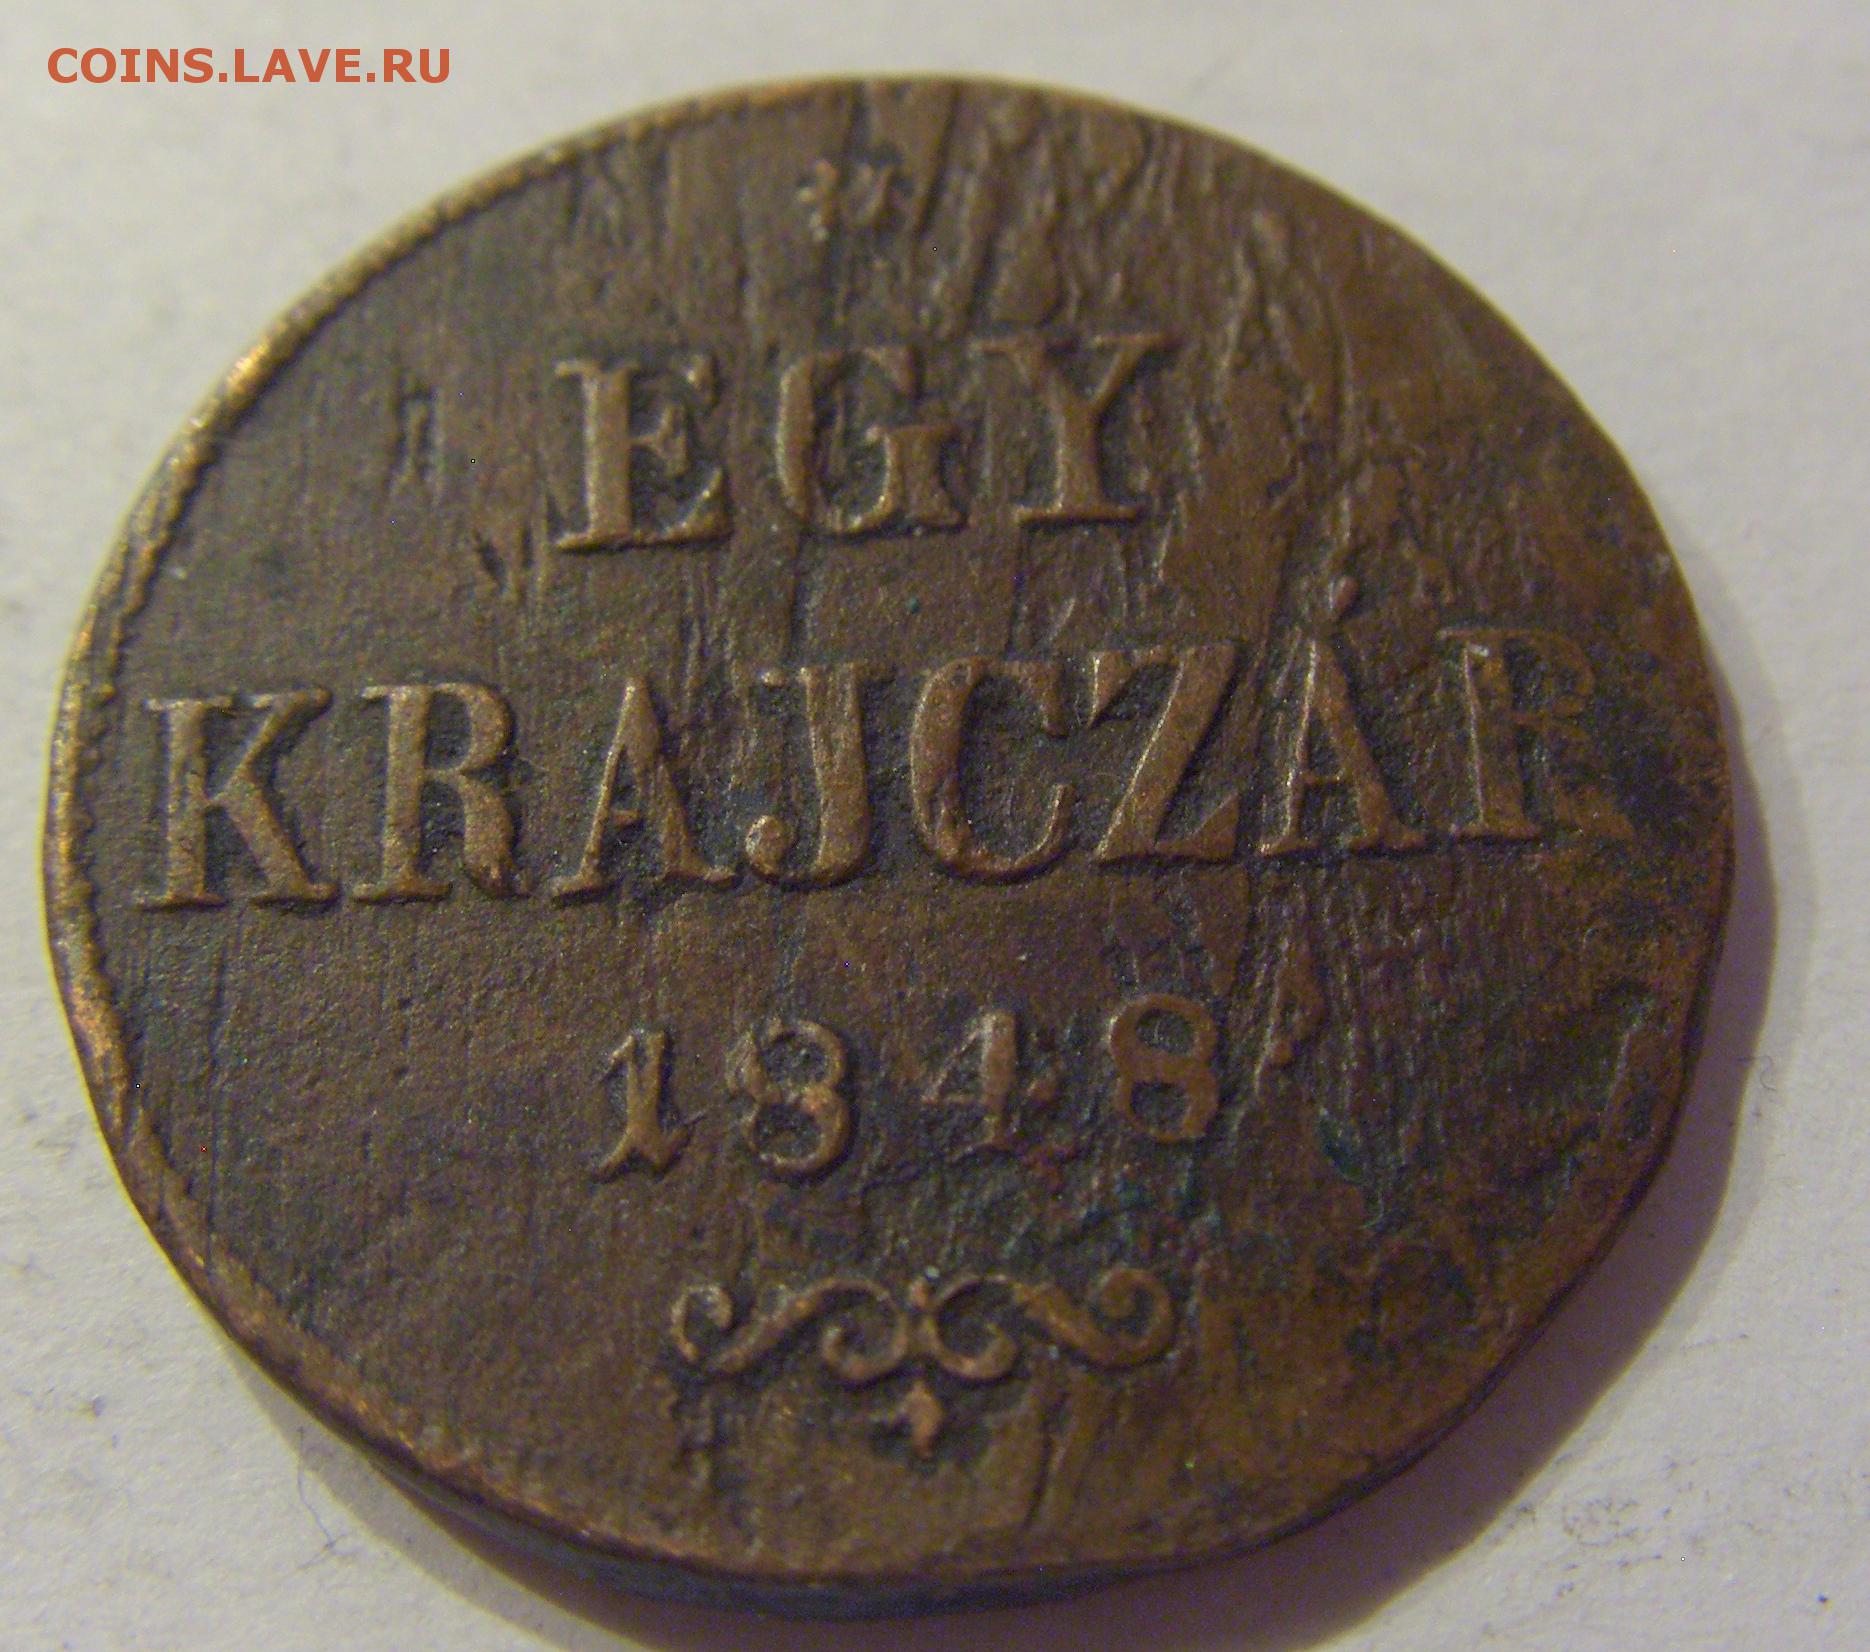 COINS.LAVE.RU
EGY
KRAJCZÁR
1848